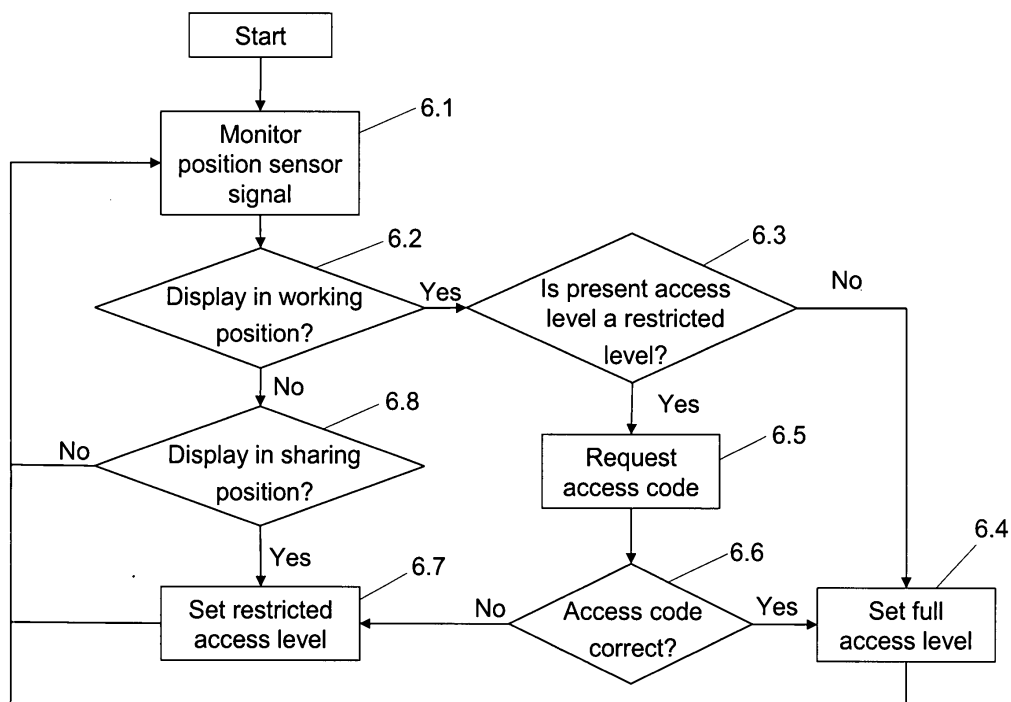 Start
6.1
Monitor
position sensor
signal
6.2
Display in working
position?
Yes
6.3
Is present access
level a restricted
level?
No
No
Yes
6.8
Display in sharing
position?
No
6.5
Request
access code
Yes
6.7
Set restricted
access level
6.6
Access code
correct?
No
Yes
6.4
Set full
access level